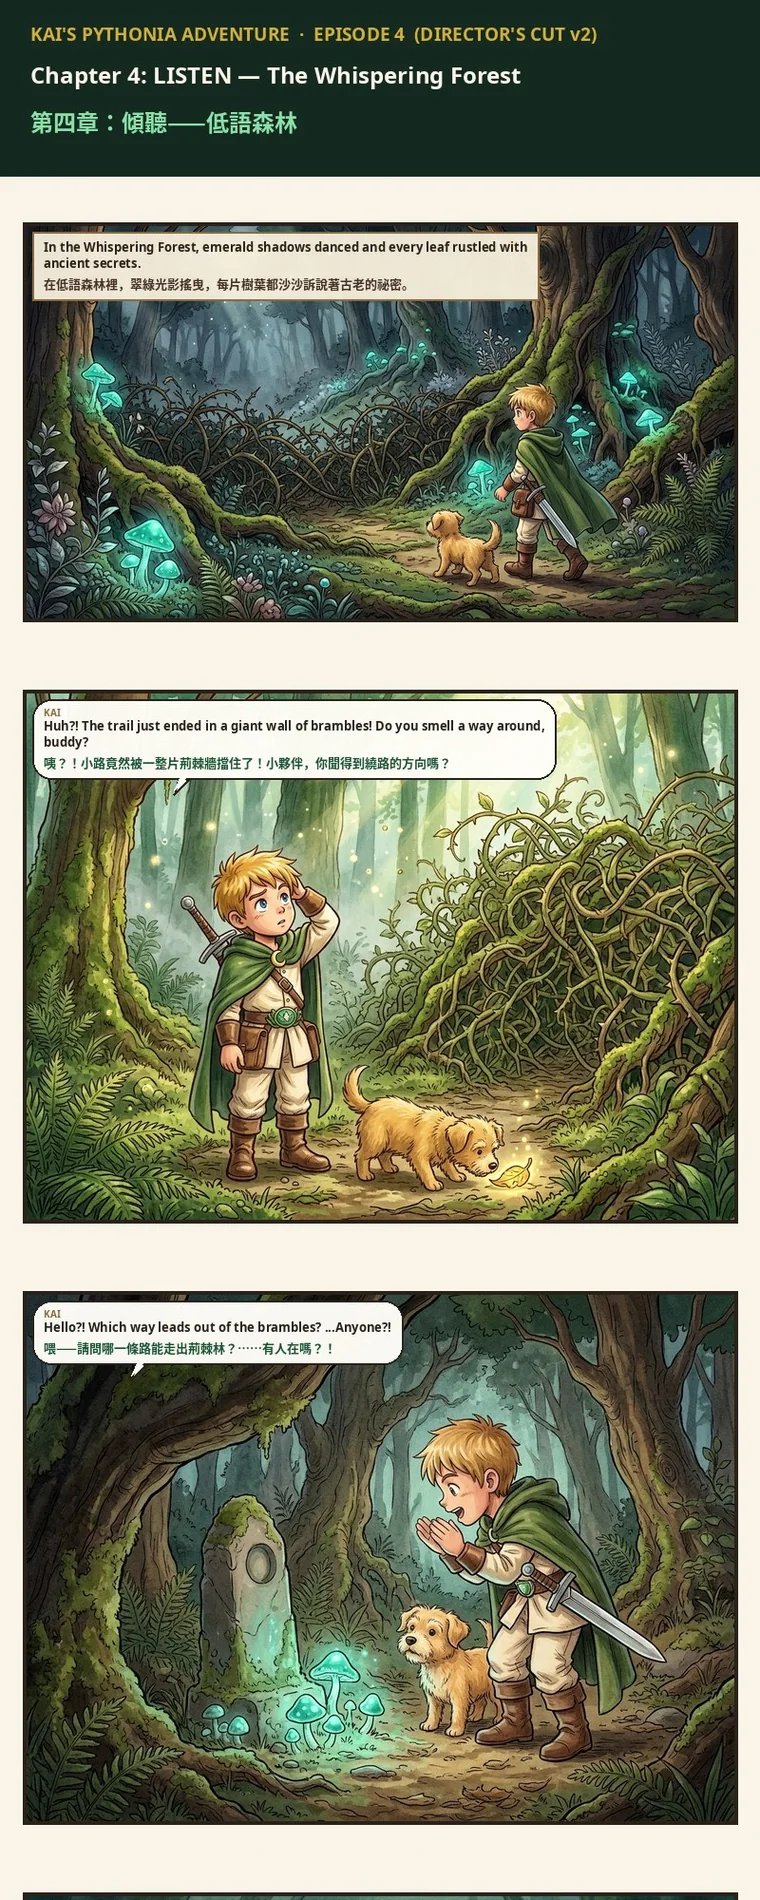 KAI'S PYTHONIA ADVENTURE · EPISODE 4 (DIRECTOR'S CUT v2)
Chapter 4: LISTEN — The Whispering Forest
第四章：傾聽——低語森林
In the Whispering Forest, emerald shadows danced and every leaf rustled with
ancient secrets.
在低語森林裡，翠綠光影搖曳，每片樹葉都沙沙訴說著古老的祕密。
KAI
Huh?! The trail just ended in a giant wall of brambles! Do you smell a way around,
buddy?
咦？！小路竟然被一整片荊棘牆擋住了！小夥伴，你聞得到繞路的方向嗎？
KAI
Hello?! Which way leads out of the brambles? ...Anyone?!
喂——請問哪一條路能走出荊棘林？⋯⋯有人在嗎？！